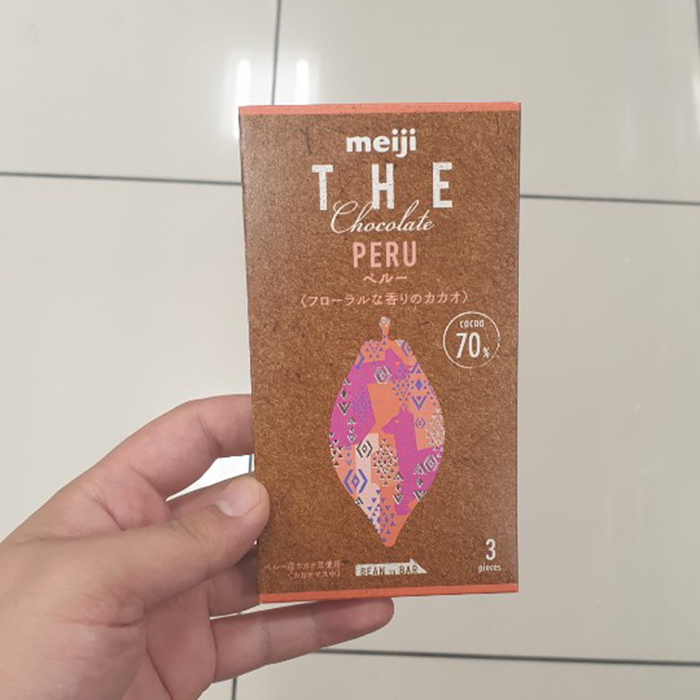 meiji
THE
Chocolate
PERU
ペルー
〈フローラルな香りのカカオ〉
cacao
70%
ペルー産カカオ豆使用
〈カカオマス中〉
BEAN to BAR
3
pieces